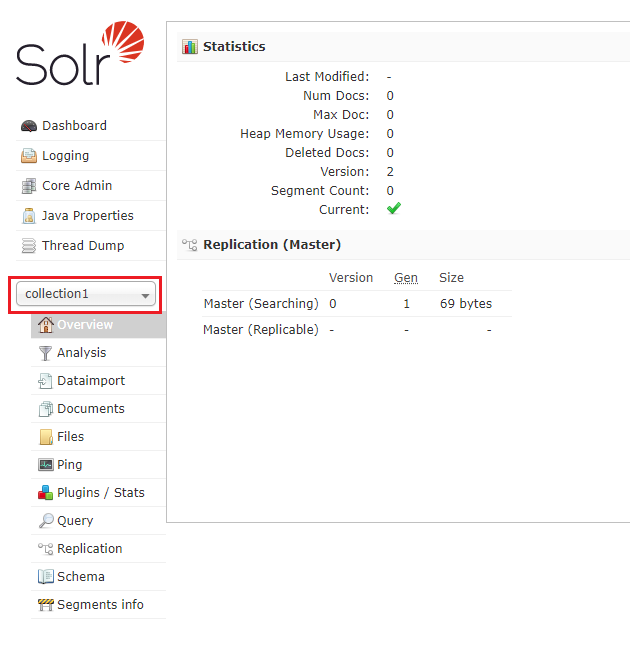 Solr
Dashboard
Logging
Core Admin
Java Properties
Thread Dump
collection1
Overview
Analysis
Dataimport
Documents
Files
Ping
Plugins / Stats
Query
Replication
Schema
Segments info
Statistics
Last Modified: -
Num Docs: 0
Max Doc: 0
Heap Memory Usage: 0
Deleted Docs: 0
Version: 2
Segment Count: 0
Current:
Replication (Master)
Version Gen Size
Master (Searching) 0 1 69 bytes
Master (Replicable) - - -